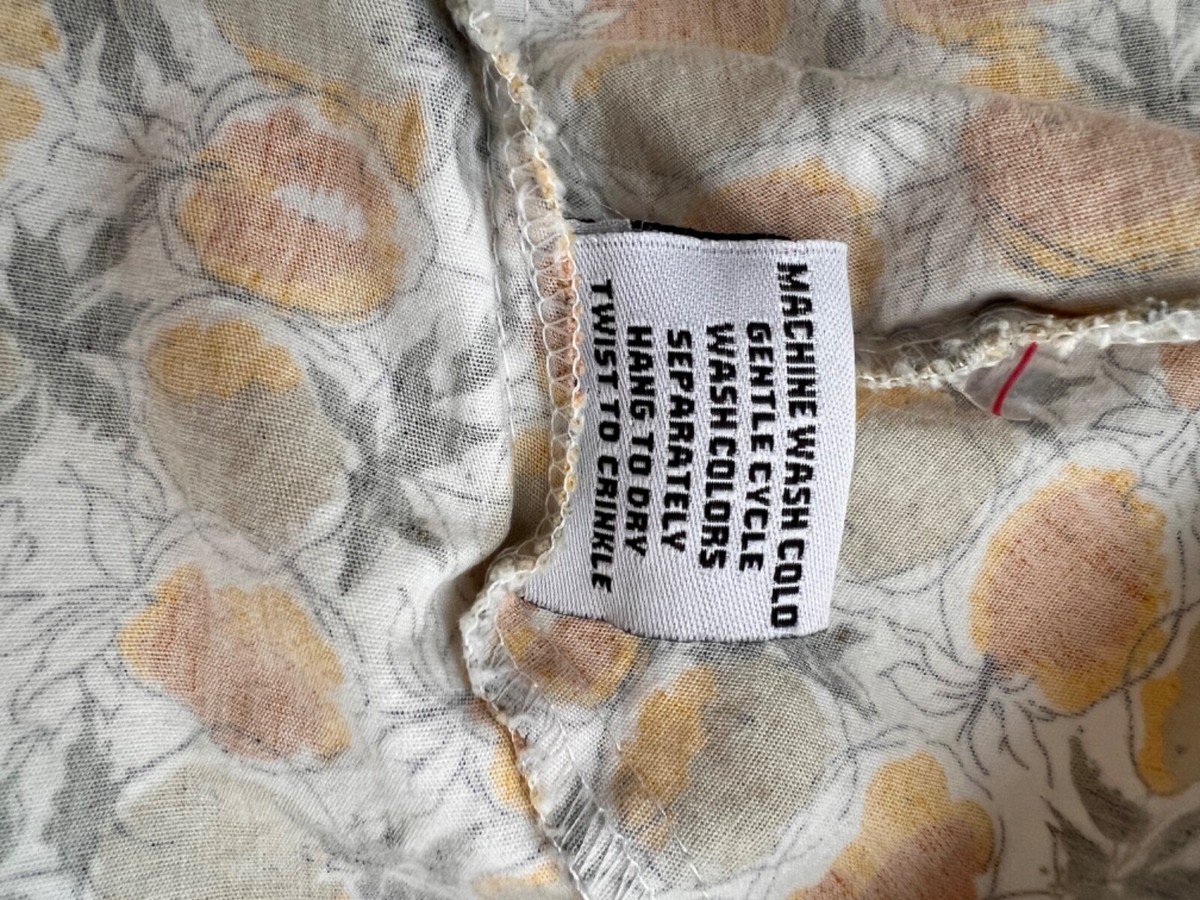 MACHINE WASH COLD
GENTLE CYCLE
WASH COLORS
SEPARATELY
HANG TO DRY
TWIST TO CRINKLE